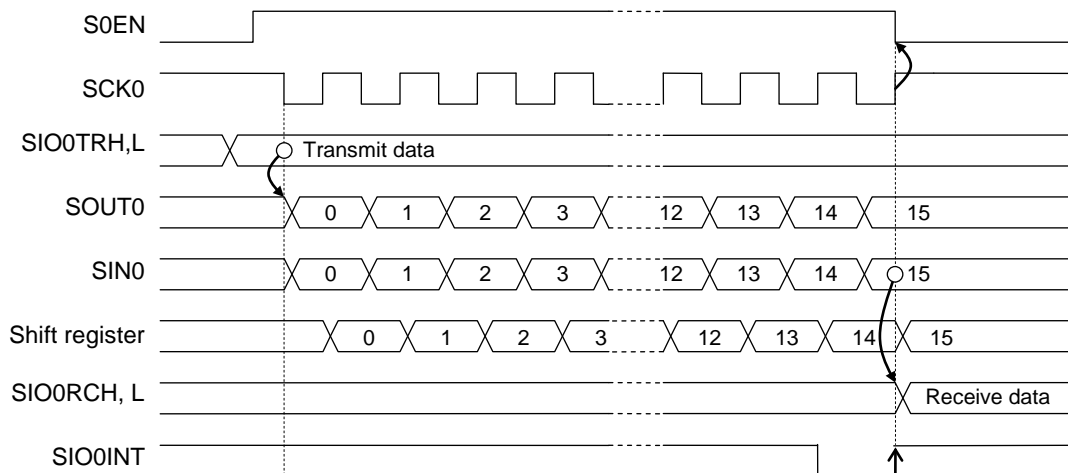 S0EN
SCK0
SIO0TRH,L Transmit data
SOUT0 0 1 2 3 12 13 14 15
SIN0 0 1 2 3 12 13 14 15
Shift register 0 1 2 3 12 13 14 15
SIO0RCH, L Receive data
SIO0INT